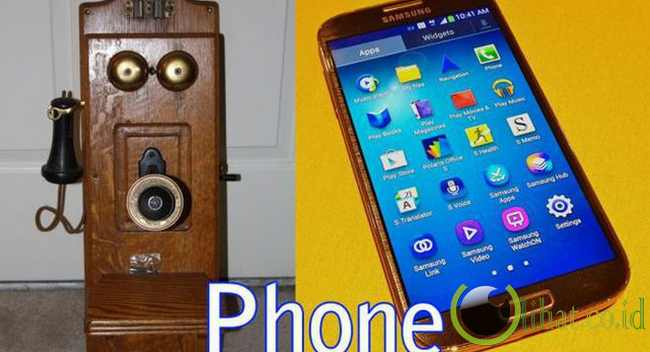 SAMSUNG
10:41 AM
Apps
Widgets
Music Player
My Files
Navigation
Phone
Play Books
Play Magazines
Play Movies & TV
Play Music
Play Store
Polaris Office 5
S Health
S Memo
S Translator
S Voice
Samsung Apps
Samsung Hub
Samsung Link
Samsung Video
Samsung WatchON
Settings
Phone
lihat.co.id